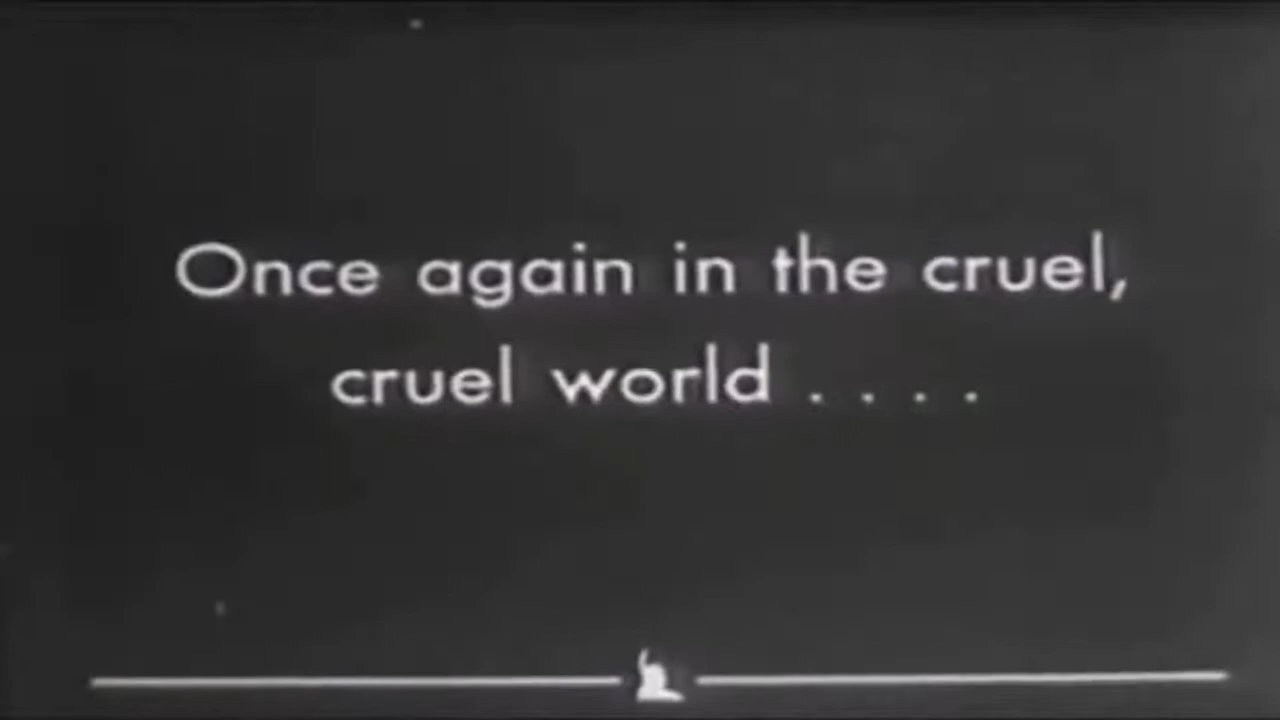 Once again in the cruel,
cruel world . . . .